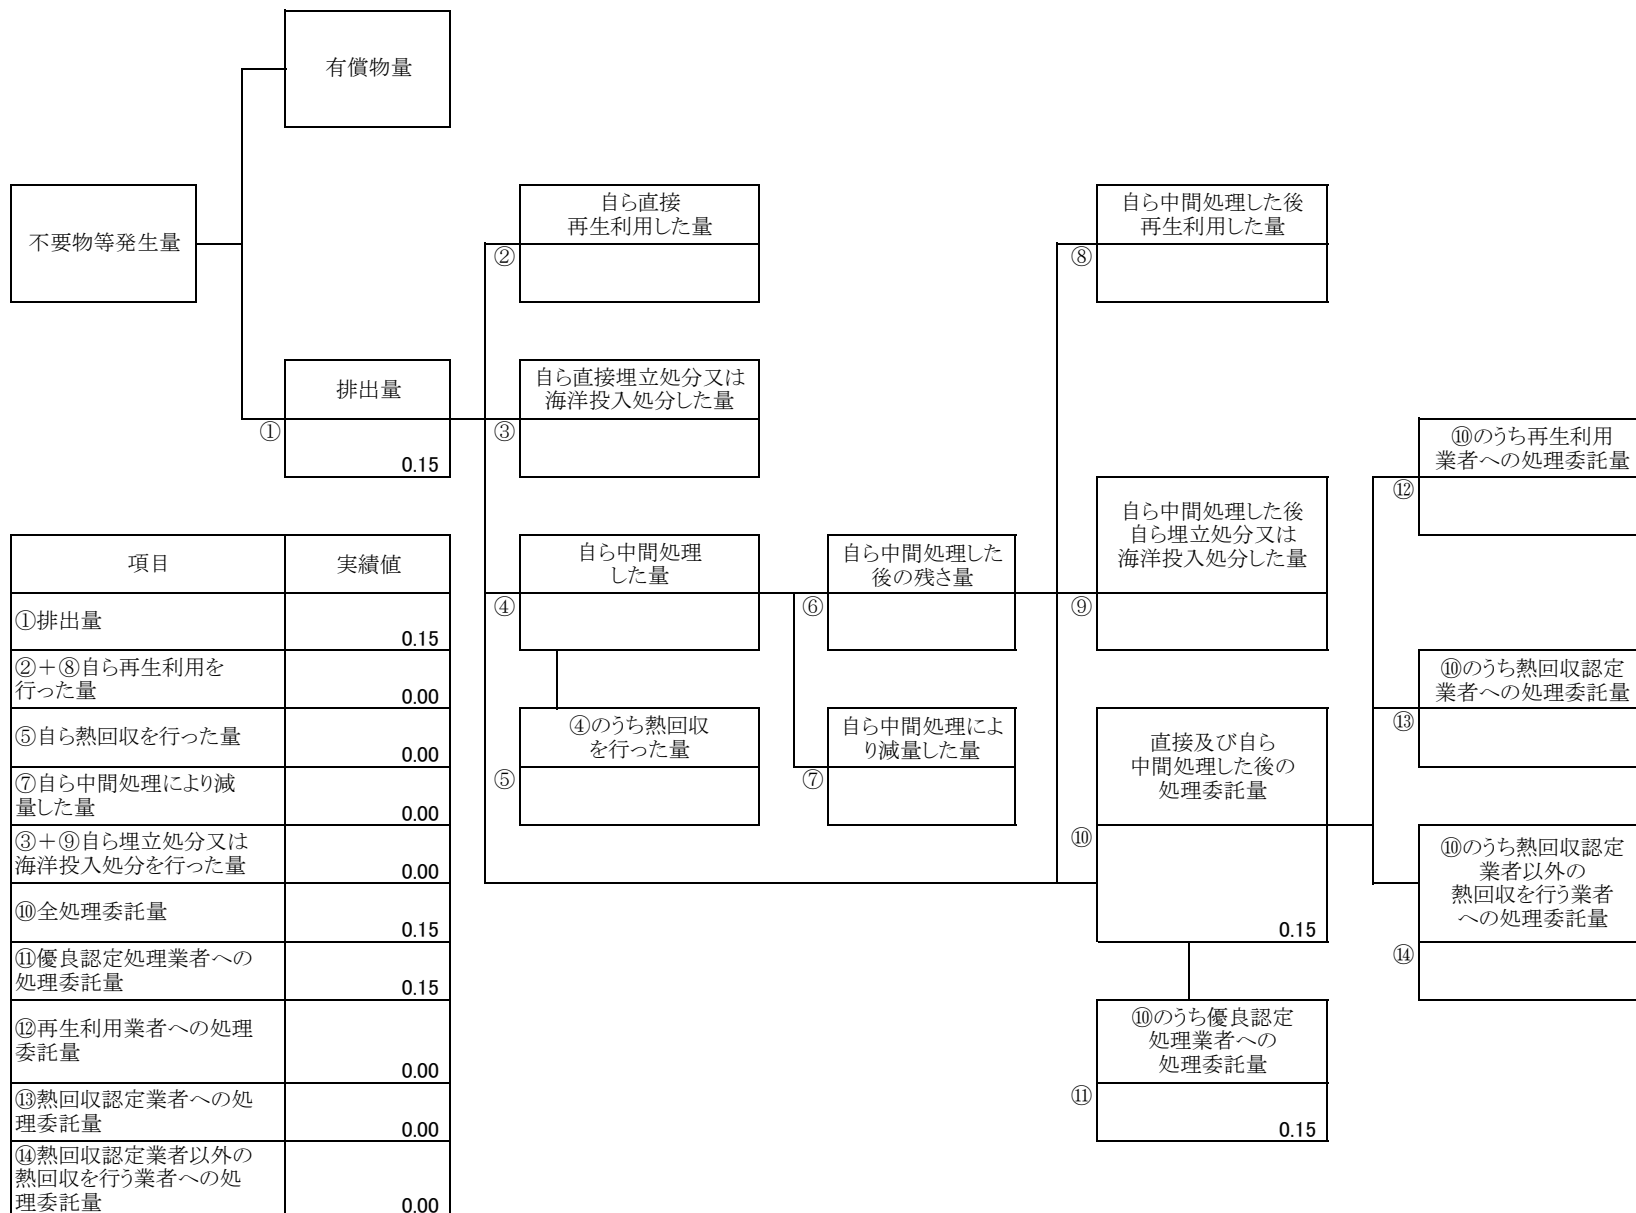 有償物量
不要物等発生量
自ら直接
再生利用した量
②
自ら中間処理した後
再生利用した量
⑧
排出量
①
0.15
自ら直接埋立処分又は
海洋投入処分した量
③
⑩のうち再生利用
業者への処理委託量
⑫
自ら中間処理した後
自ら埋立処分又は
海洋投入処分した量
⑨
自ら中間処理
した量
④
自ら中間処理した
後の残さ量
⑥
④のうち熱回収
を行った量
⑤
自ら中間処理によ
り減量した量
⑦
直接及び自ら
中間処理した後の
処理委託量
⑩
0.15
⑩のうち熱回収認定
業者への処理委託量
⑬
⑩のうち熱回収認定
業者以外の
熱回収を行う業者
への処理委託量
⑭
⑩のうち優良認定
処理業者への
処理委託量
⑪
0.15
項目 実績値
①排出量
0.15
②+⑧自ら再生利用を
行った量
0.00
⑤自ら熱回収を行った量
0.00
⑦自ら中間処理により減
量した量
0.00
③+⑨自ら埋立処分又は
海洋投入処分を行った量
0.00
⑩全処理委託量
0.15
⑪優良認定処理業者への
処理委託量
0.15
⑫再生利用業者への処理
委託量
0.00
⑬熱回収認定業者への処
理委託量
0.00
⑭熱回収認定業者以外の
熱回収を行う業者への処
理委託量
0.00